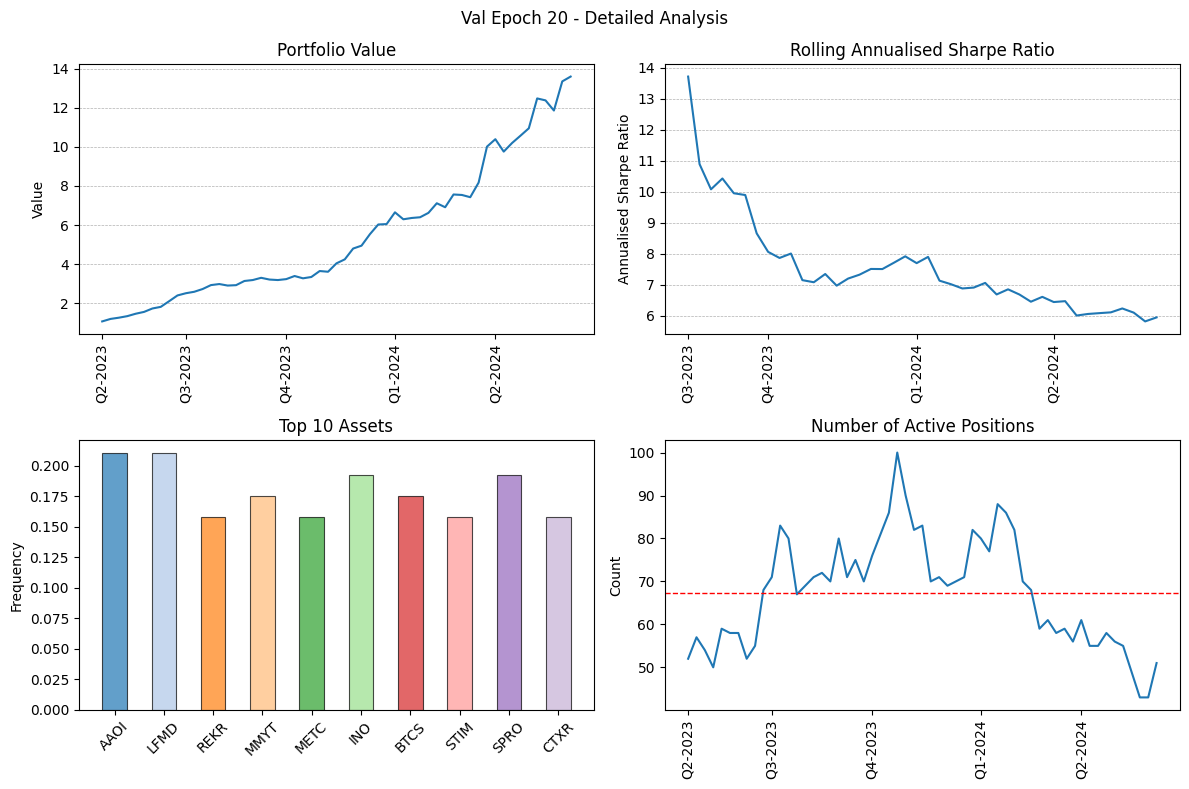 Val Epoch 20 - Detailed Analysis
Portfolio Value
Value
14
12
10
8
6
4
2
Q2-2023
Q3-2023
Q4-2023
Q1-2024
Q2-2024
Rolling Annualised Sharpe Ratio
Annualised Sharpe Ratio
14
13
12
11
10
9
8
7
6
Q3-2023
Q4-2023
Q1-2024
Q2-2024
Top 10 Assets
Frequency
0.200
0.175
0.150
0.125
0.100
0.075
0.050
0.025
0.000
AAOI
LFMD
REKR
MMYT
METC
INO
BTCS
STIM
SPRO
CTXR
Number of Active Positions
Count
100
90
80
70
60
50
Q2-2023
Q3-2023
Q4-2023
Q1-2024
Q2-2024